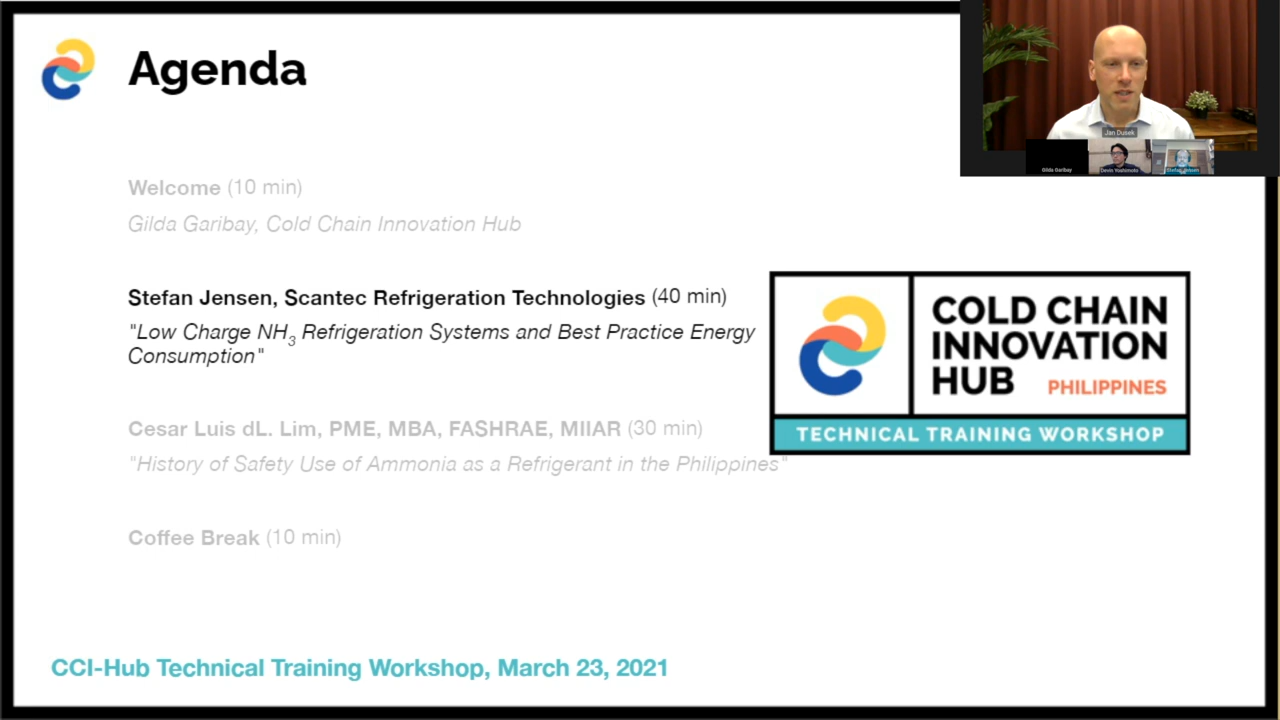 Agenda
Welcome (10 min)
Gilda Garibay, Cold Chain Innovation Hub
Stefan Jensen, Scantec Refrigeration Technologies (40 min)
"Low Charge NH3 Refrigeration Systems and Best Practice Energy
Consumption"
Cesar Luis dL. Lim, PME, MBA, FASHRAE, MIIAR (30 min)
"History of Safety Use of Ammonia as a Refrigerant in the Philippines"
Coffee Break (10 min)
CCI-Hub Technical Training Workshop, March 23, 2021
COLD CHAIN
INNOVATION
HUB PHILIPPINES
TECHNICAL TRAINING WORKSHOP
Jan Dusek
Gilda Garibay
Devin Yoshimoto
Stefan Jensen